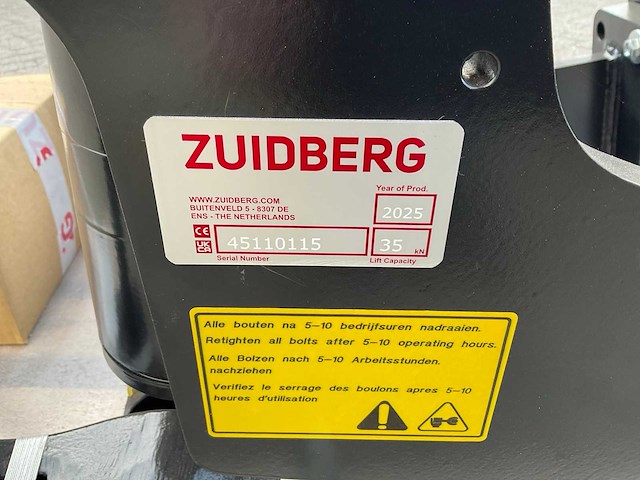 ZUIDBERG
Year of Prod.
WWW.ZUIDBERG.COM
BUITENVELD 5 - 8307 DE
ENS - THE NETHERLANDS
2025
CE UKCA
45110115
35 kN
Serial Number
Lift Capacity
Alle bouten na 5-10 bedrijfsuren nadraaien.
Retighten all bolts after 5-10 operating hours.
Alle Bolzen nach 5-10 Arbeitsstunden.
nachziehen
Verifiez le serrage des boulons apres 5-10
heures d'utilisation